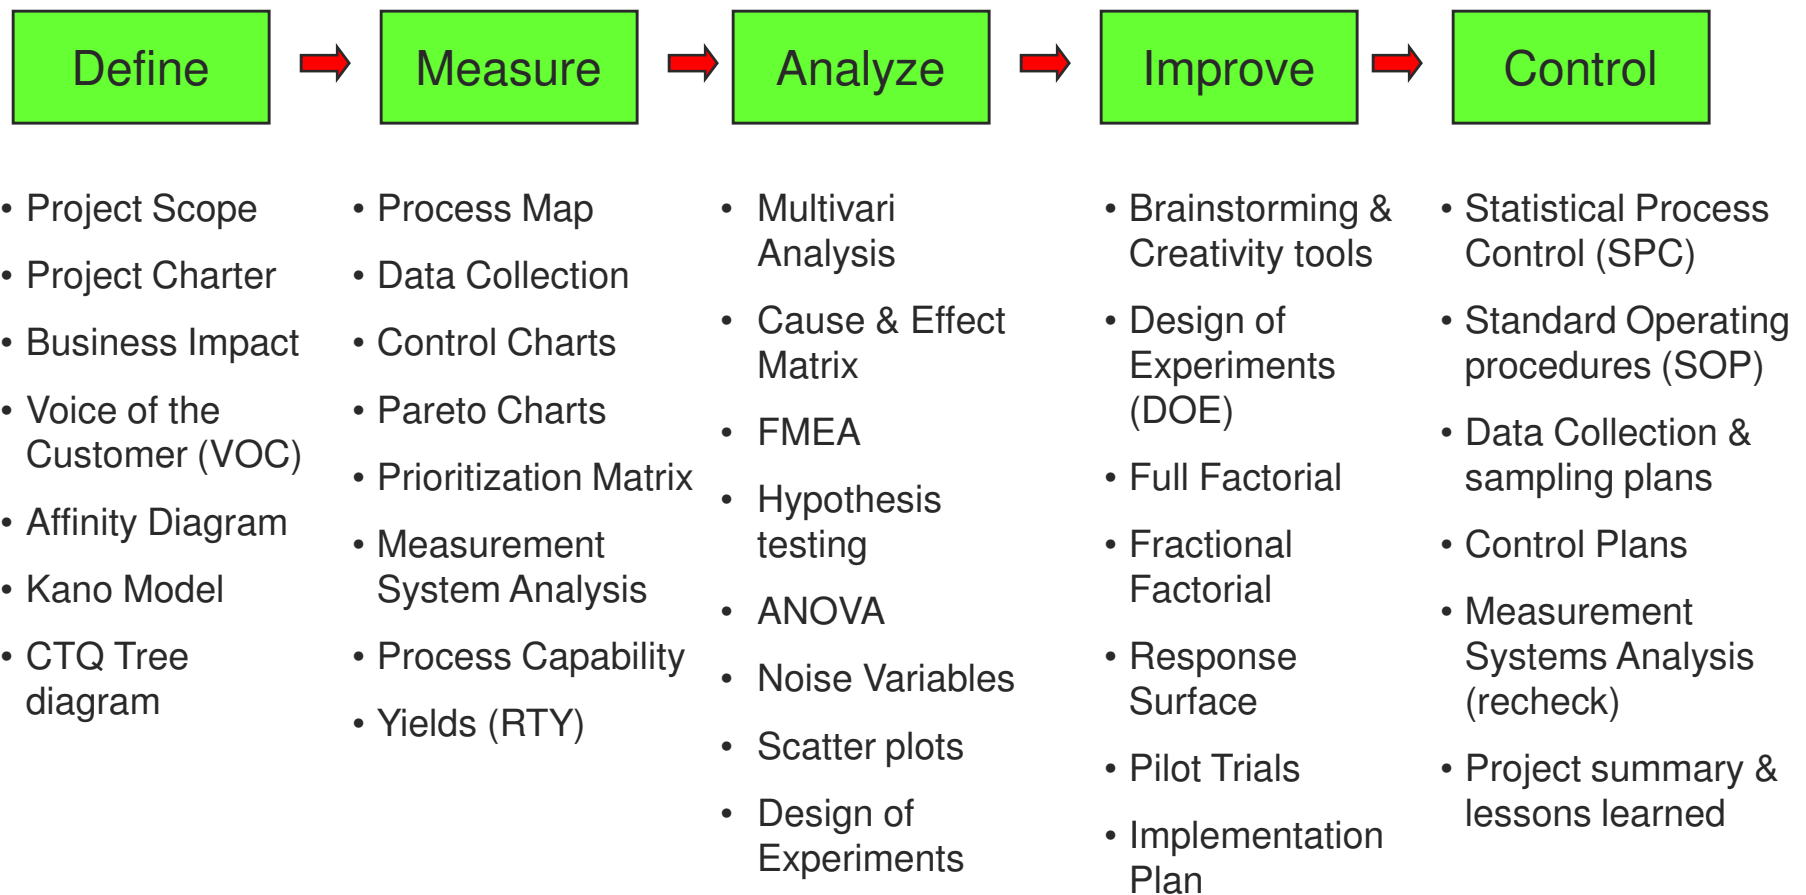 Define
Measure
Analyze
Improve
Control
• Project Scope
• Project Charter
• Business Impact
• Voice of the
Customer (VOC)
• Affinity Diagram
• Kano Model
• CTQ Tree
diagram
• Process Map
• Data Collection
• Control Charts
• Pareto Charts
• Prioritization Matrix
• Measurement
System Analysis
• Process Capability
• Yields (RTY)
• Multivari
Analysis
• Cause & Effect
Matrix
• FMEA
• Hypothesis
testing
• ANOVA
• Noise Variables
• Scatter plots
• Design of
Experiments
• Brainstorming &
Creativity tools
• Design of
Experiments
(DOE)
• Full Factorial
• Fractional
Factorial
• Response
Surface
• Pilot Trials
• Implementation
Plan
• Statistical Process
Control (SPC)
• Standard Operating
procedures (SOP)
• Data Collection &
sampling plans
• Control Plans
• Measurement
Systems Analysis
(recheck)
• Project summary &
lessons learned